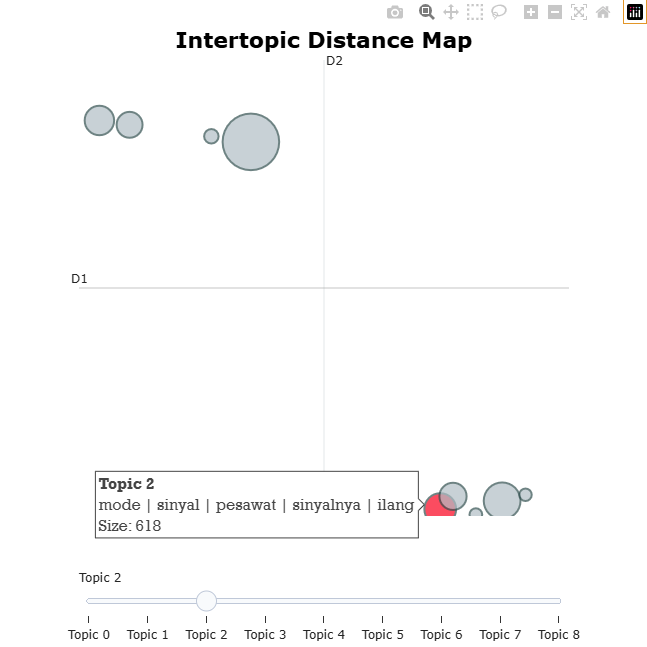 Intertopic Distance Map
D2
D1
Topic 2
mode | sinyal | pesawat | sinyalnya | ilang
Size: 618
Topic 2
Topic 0 Topic 1 Topic 2 Topic 3 Topic 4 Topic 5 Topic 6 Topic 7 Topic 8